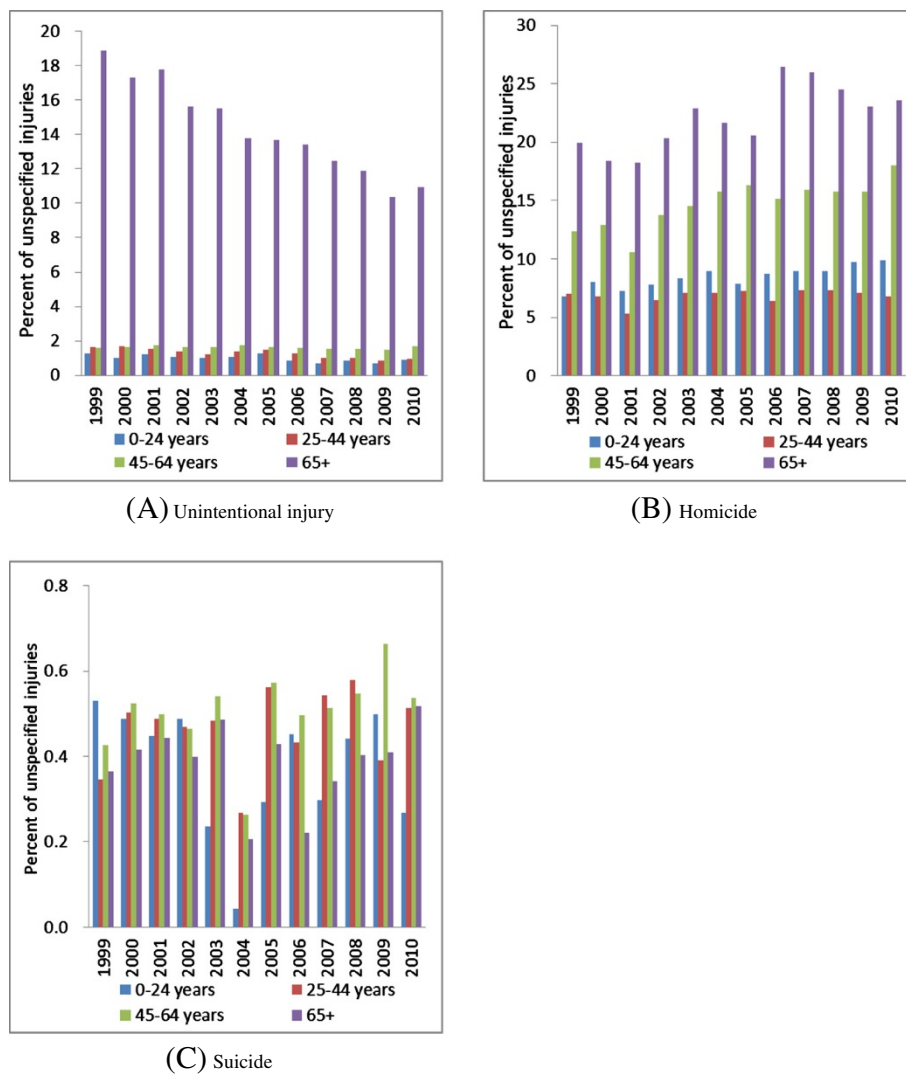 20
18
16
14
12
10
8
6
4
2
0
Percent of unspecified injuries
1999 2000 2001 2002 2003 2004 2005 2006 2007 2008 2009 2010
0-24 years 25-44 years
45-64 years 65+
(A) Unintentional injury
30
25
20
15
10
5
0
Percent of unspecified injuries
1999 2000 2001 2002 2003 2004 2005 2006 2007 2008 2009 2010
0-24 years 25-44 years
45-64 years 65+
(B) Homicide
0.8
0.6
0.4
0.2
0.0
Percent of unspecified injuries
1999 2000 2001 2002 2003 2004 2005 2006 2007 2008 2009 2010
0-24 years 25-44 years
45-64 years 65+
(C) Suicide